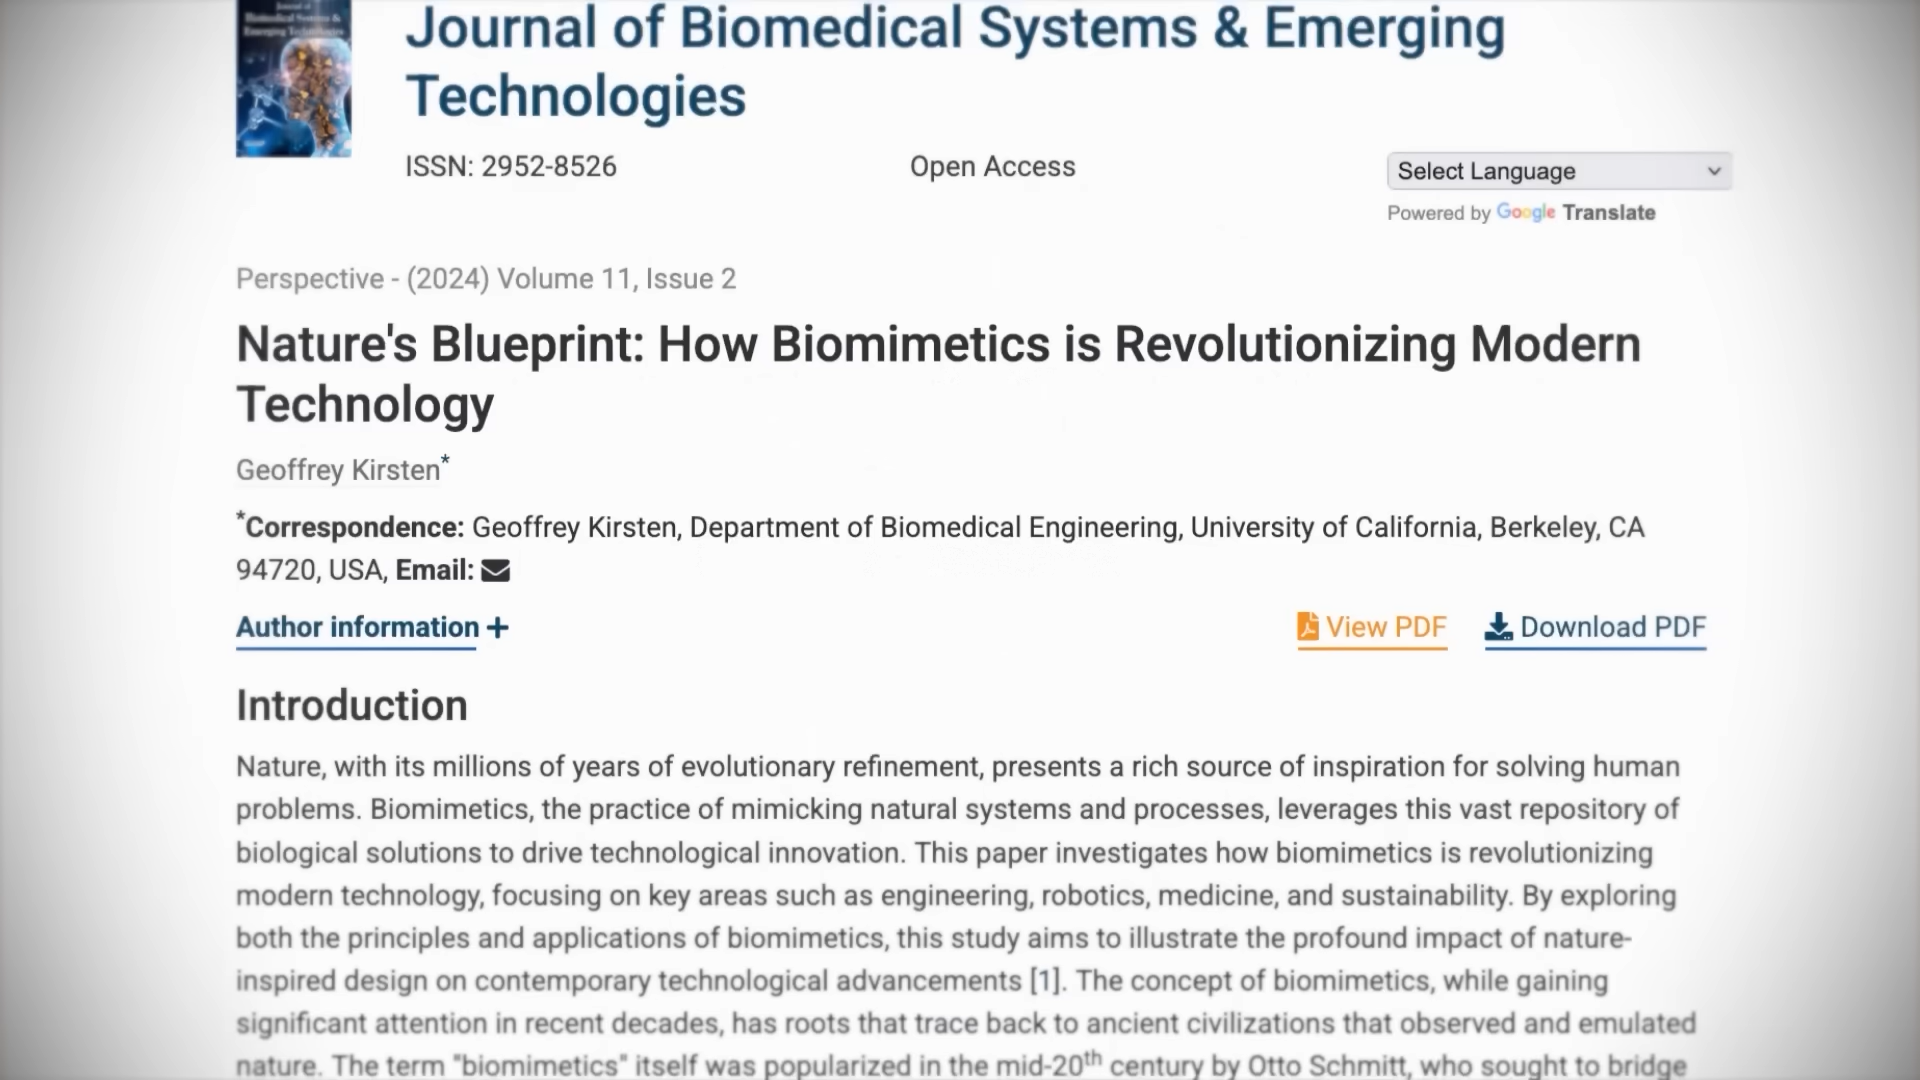 Journal of
Biomedical Systems &
Emerging Technologies
Journal of Biomedical Systems & Emerging
Technologies
ISSN: 2952-8526
Open Access
Select Language
Powered by Google Translate
Perspective - (2024) Volume 11, Issue 2
Nature's Blueprint: How Biomimetics is Revolutionizing Modern
Technology
Geoffrey Kirsten*
*Correspondence: Geoffrey Kirsten, Department of Biomedical Engineering, University of California, Berkeley, CA
94720, USA, Email:
Author information +
View PDF
Download PDF
Introduction
Nature, with its millions of years of evolutionary refinement, presents a rich source of inspiration for solving human
problems. Biomimetics, the practice of mimicking natural systems and processes, leverages this vast repository of
biological solutions to drive technological innovation. This paper investigates how biomimetics is revolutionizing
modern technology, focusing on key areas such as engineering, robotics, medicine, and sustainability. By exploring
both the principles and applications of biomimetics, this study aims to illustrate the profound impact of nature-
inspired design on contemporary technological advancements [1]. The concept of biomimetics, while gaining
significant attention in recent decades, has roots that trace back to ancient civilizations that observed and emulated
nature. The term "biomimetics" itself was popularized in the mid-20th century by Otto Schmitt, who sought to bridge